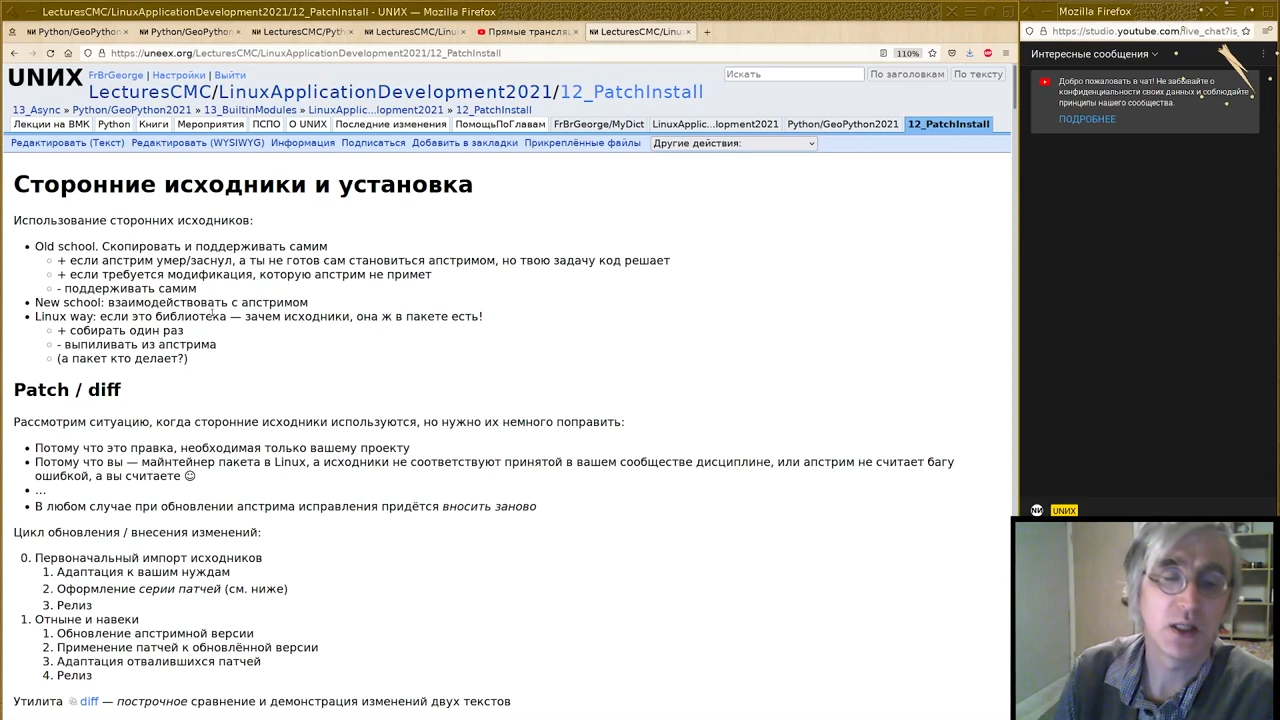 LecturesCMC/LinuxApplicationDevelopment2021/12_PatchInstall - UNИX — Mozilla Firefox
Mozilla Firefox
Python/GeoPython
Python/GeoPython
LecturesCMC/Pyth
LecturesCMC/Linux
Прямые трансляц
LecturesCMC/Linux
https://uneex.org/LecturesCMC/LinuxApplicationDevelopment2021/12_PatchInstall
110%
https://studio.youtube.com/live_chat?is_
UNИX
FrBrGeorge | Настройки | Выйти
Искать
По заголовкам
По тексту
LecturesCMC/LinuxApplicationDevelopment2021/12_PatchInstall
13_Async » Python/GeoPython2021 » 13_BuiltinModules » LinuxApplic...lopment2021 » 12_PatchInstall
Лекции на ВМК
Python
Книги
Мероприятия
ПСПО
О UNIX
Последние изменения
ПомощьПоГлавам
FrBrGeorge/MyDict
LinuxApplic...lopment2021
Python/GeoPython2021
12_PatchInstall
Редактировать (Текст)
Редактировать (WYSIWYG)
Информация
Подписаться
Добавить в закладки
Прикреплённые файлы
Другие действия:
Сторонние исходники и установка
Использование сторонних исходников:
• Old school. Скопировать и поддерживать самим
+ если апстрим умер/заснул, а ты не готов сам становиться апстримом, но твою задачу код решает
+ если требуется модификация, которую апстрим не примет
- поддерживать самим
• New school: взаимодействовать с апстримом
• Linux way: если это библиотека — зачем исходники, она ж в пакете есть!
+ собирать один раз
- выпиливать из апстрима
(а пакет кто делает?)
Patch / diff
Рассмотрим ситуацию, когда сторонние исходники используются, но нужно их немного поправить:
• Потому что это правка, необходимая только вашему проекту
• Потому что вы — майнтейнер пакета в Linux, а исходники не соответствуют принятой в вашем сообществе дисциплине, или апстрим не считает багу
ошибкой, а вы считаете ☺
• ...
• В любом случае при обновлении апстрима исправления придётся вносить заново
Цикл обновления / внесения изменений:
0. Первоначальный импорт исходников
1. Адаптация к вашим нуждам
2. Оформление серии патчей (см. ниже)
3. Релиз
1. Отныне и навеки
1. Обновление апстримной версии
2. Применение патчей к обновлённой версии
3. Адаптация отвалившихся патчей
4. Релиз
Утилита diff — построчное сравнение и демонстрация изменений двух текстов
Интересные сообщения
Добро пожаловать в чат! Не забывайте о
конфиденциальности своих данных и соблюдайте
принципы нашего сообщества.
ПОДРОБНЕЕ
UNИX